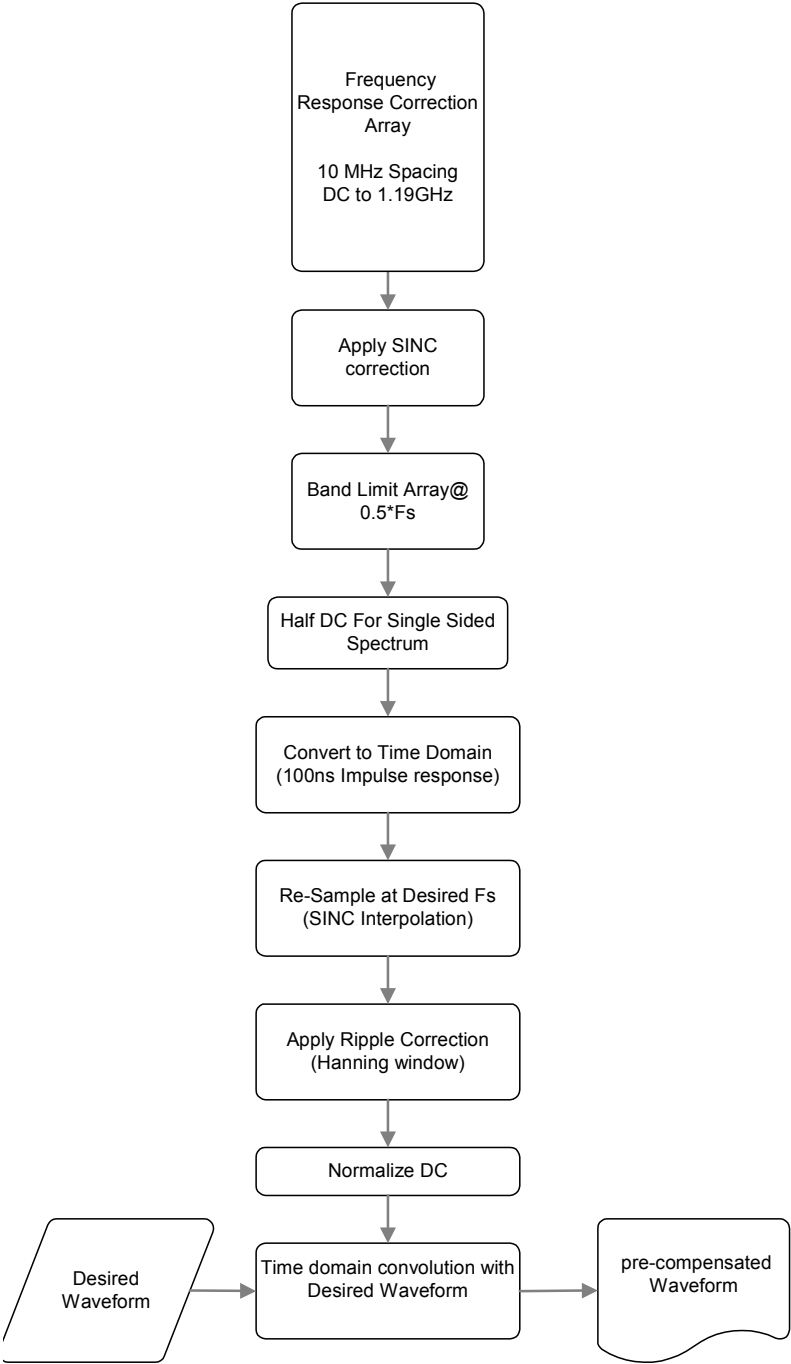 Frequency
Response Correction
Array
10 MHz Spacing
DC to 1.19GHz
Apply SINC
correction
Band Limit Array@
0.5*Fs
Half DC For Single Sided
Spectrum
Convert to Time Domain
(100ns Impulse response)
Re-Sample at Desired Fs
(SINC Interpolation)
Apply Ripple Correction
(Hanning window)
Normalize DC
Desired
Waveform
Time domain convolution with
Desired Waveform
pre-compensated
Waveform